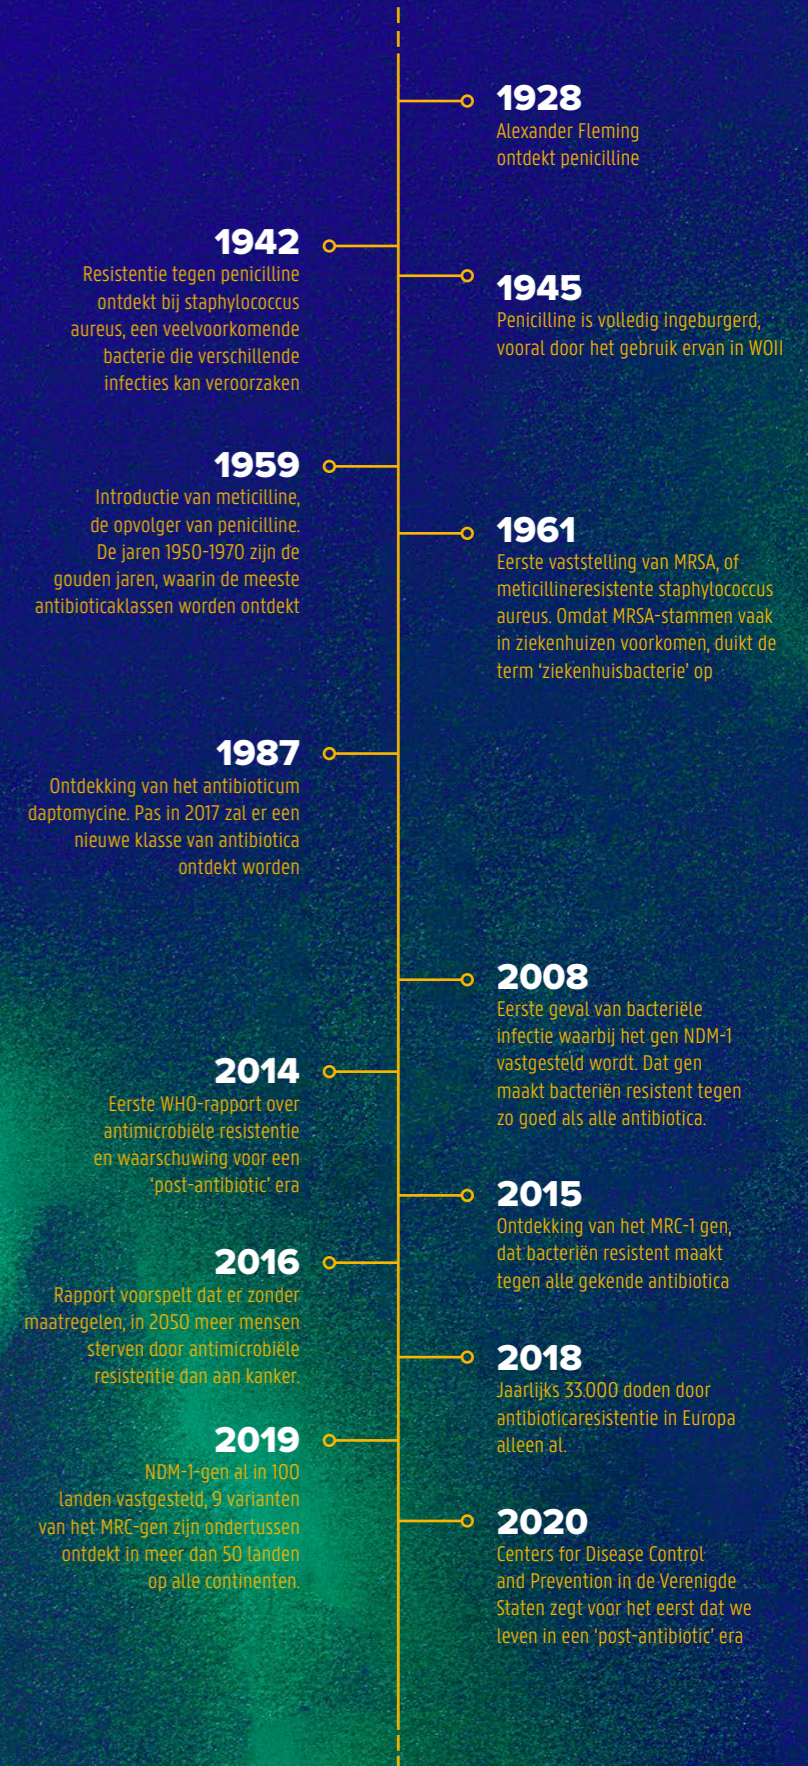 1928
Alexander Fleming
ontdekt penicilline
1942
Resistentie tegen penicilline
ontdekt bij staphylococcus
aureus, een veelvoorkomende
bacterie die verschillende
infecties kan veroorzaken
1945
Penicilline is volledig ingeburgerd,
vooral door het gebruik ervan in WOII
1959
Introductie van meticilline,
de opvolger van penicilline.
De jaren 1950-1970 zijn de
gouden jaren, waarin de meeste
antibioticaklassen worden ontdekt
1961
Eerste vaststelling van MRSA, of
meticillineresistente staphylococcus
aureus. Omdat MRSA-stammen vaak
in ziekenhuizen voorkomen, duikt de
term ‘ziekenhuisbacterie’ op
1987
Ontdekking van het antibioticum
daptomycine. Pas in 2017 zal er een
nieuwe klasse van antibiotica
ontdekt worden
2008
Eerste geval van bacteriële
infectie waarbij het gen NDM-1
vastgesteld wordt. Dat gen
maakt bacteriën resistent tegen
zo goed als alle antibiotica.
2014
Eerste WHO-rapport over
antimicrobiële resistentie
en waarschuwing voor een
‘post-antibiotic’ era
2015
Ontdekking van het MRC-1 gen,
dat bacteriën resistent maakt
tegen alle gekende antibiotica
2016
Rapport voorspelt dat er zonder
maatregelen, in 2050 meer mensen
sterven door antimicrobiële
resistentie dan aan kanker.
2018
Jaarlijks 33.000 doden door
antibioticaresistentie in Europa
alleen al.
2019
NDM-1-gen al in 100
landen vastgesteld, 9 varianten
van het MRC-gen zijn ondertussen
ontdekt in meer dan 50 landen
op alle continenten.
2020
Centers for Disease Control
and Prevention in de Verenigde
Staten zegt voor het eerst dat we
leven in een ‘post-antibiotic’ era